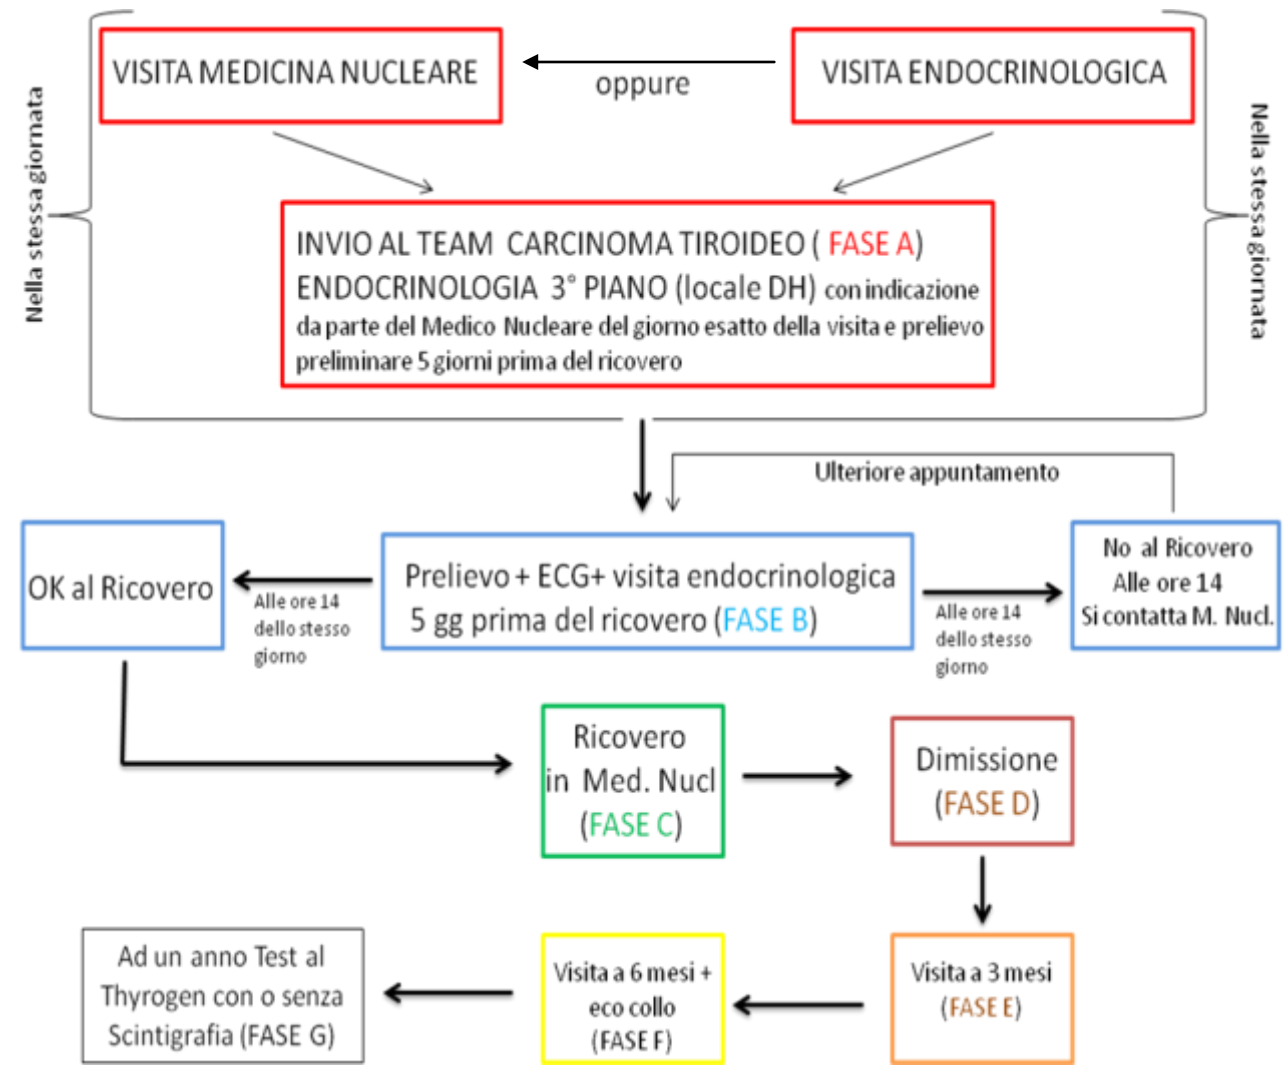 VISITA MEDICINA NUCLEARE
oppure
VISITA ENDOCRINOLOGICA
Nella stessa giornata
Nella stessa giornata
INVIO AL TEAM CARCINOMA TIROIDEO ( FASE A)
ENDOCRINOLOGIA 3° PIANO (locale DH) con indicazione
da parte del Medico Nucleare del giorno esatto della visita e prelievo
preliminare 5 giorni prima del ricovero
Ulteriore appuntamento
OK al Ricovero
Alle ore 14
dello stesso
giorno
Prelievo + ECG+ visita endocrinologica
5 gg prima del ricovero (FASE B)
Alle ore 14
dello stesso
giorno
No al Ricovero
Alle ore 14
Si contatta M. Nucl.
Ricovero
in Med. Nucl
(FASE C)
Dimissione
(FASE D)
Ad un anno Test al
Thyrogen con o senza
Scintigrafia (FASE G)
Visita a 6 mesi +
eco collo
(FASE F)
Visita a 3 mesi
(FASE E)